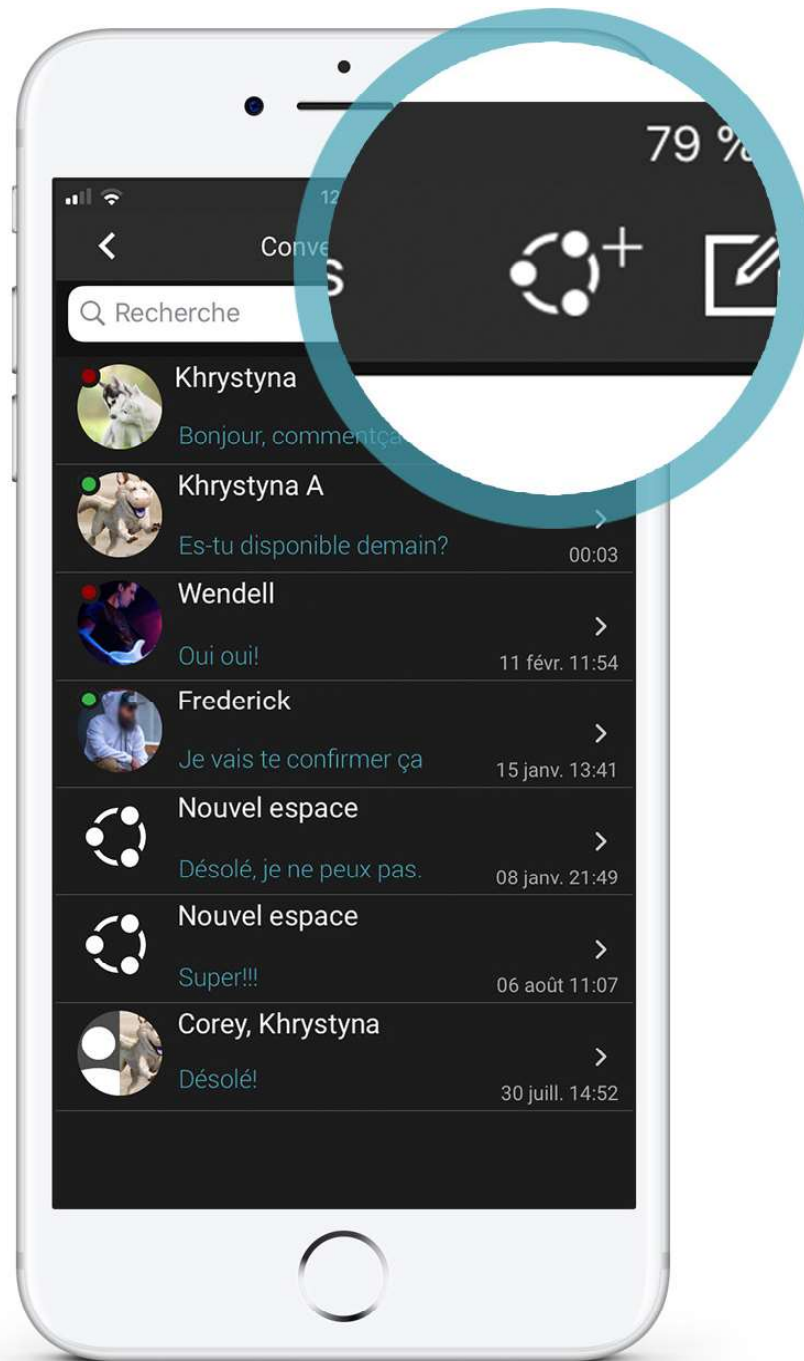 79 %
12
Conve
s
Recherche
Khrystyna
Bonjour, commentça
Khrystyna A
Es-tu disponible demain?
00:03
Wendell
Oui oui!
11 févr. 11:54
Frederick
Je vais te confirmer ça
15 janv. 13:41
Nouvel espace
Désolé, je ne peux pas.
08 janv. 21:49
Nouvel espace
Super!!!
06 août 11:07
Corey, Khrystyna
Désolé!
30 juill. 14:52